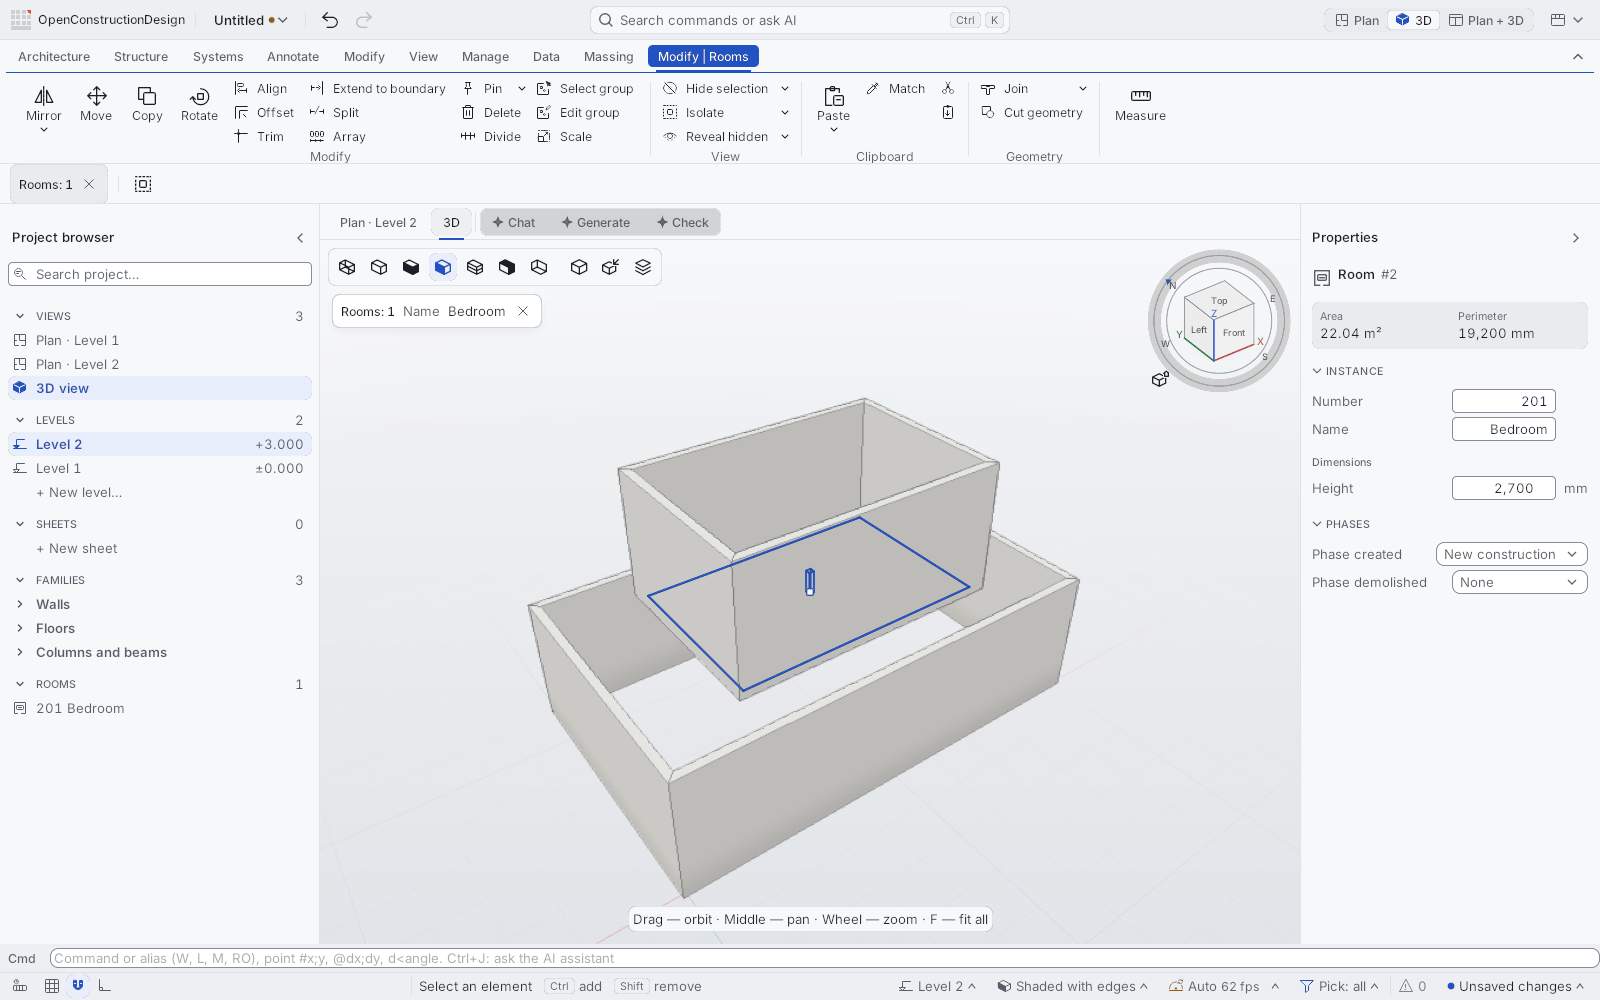 OpenConstructionDesign
Untitled
Search commands or ask AI
Ctrl K
Plan 3D Plan + 3D
Architecture Structure Systems Annotate Modify View Manage Data Massing Modify | Rooms
Mirror Move Copy Rotate
Align Extend to boundary
Offset Split
Trim Array
Pin Select group
Delete Edit group
Divide Scale
Modify
Hide selection
Isolate
Reveal hidden
View
Paste Match
Clipboard
Join
Cut geometry
Geometry
Measure
Rooms: 1
Project browser
Search project...
VIEWS 3
Plan · Level 1
Plan · Level 2
3D view
LEVELS 2
Level 2 +3.000
Level 1 ±0.000
+ New level...
SHEETS 0
+ New sheet
FAMILIES 3
Walls
Floors
Columns and beams
ROOMS 1
201 Bedroom
Plan · Level 2 3D Chat Generate Check
Rooms: 1 Name Bedroom
N
E
S
W
Top
Left
Front
Z
Y
X
Drag — orbit · Middle — pan · Wheel — zoom · F — fit all
Properties
Room #2
Area Perimeter
22.04 m² 19,200 mm
INSTANCE
Number 201
Name Bedroom
Dimensions
Height 2,700 mm
PHASES
Phase created New construction
Phase demolished None
Cmd Command or alias (W, L, M, RO), point #x;y, @dx;dy, d<angle. Ctrl+J: ask the AI assistant
Select an element Ctrl add Shift remove
Level 2 Shaded with edges Auto 62 fps Pick: all 0 Unsaved changes